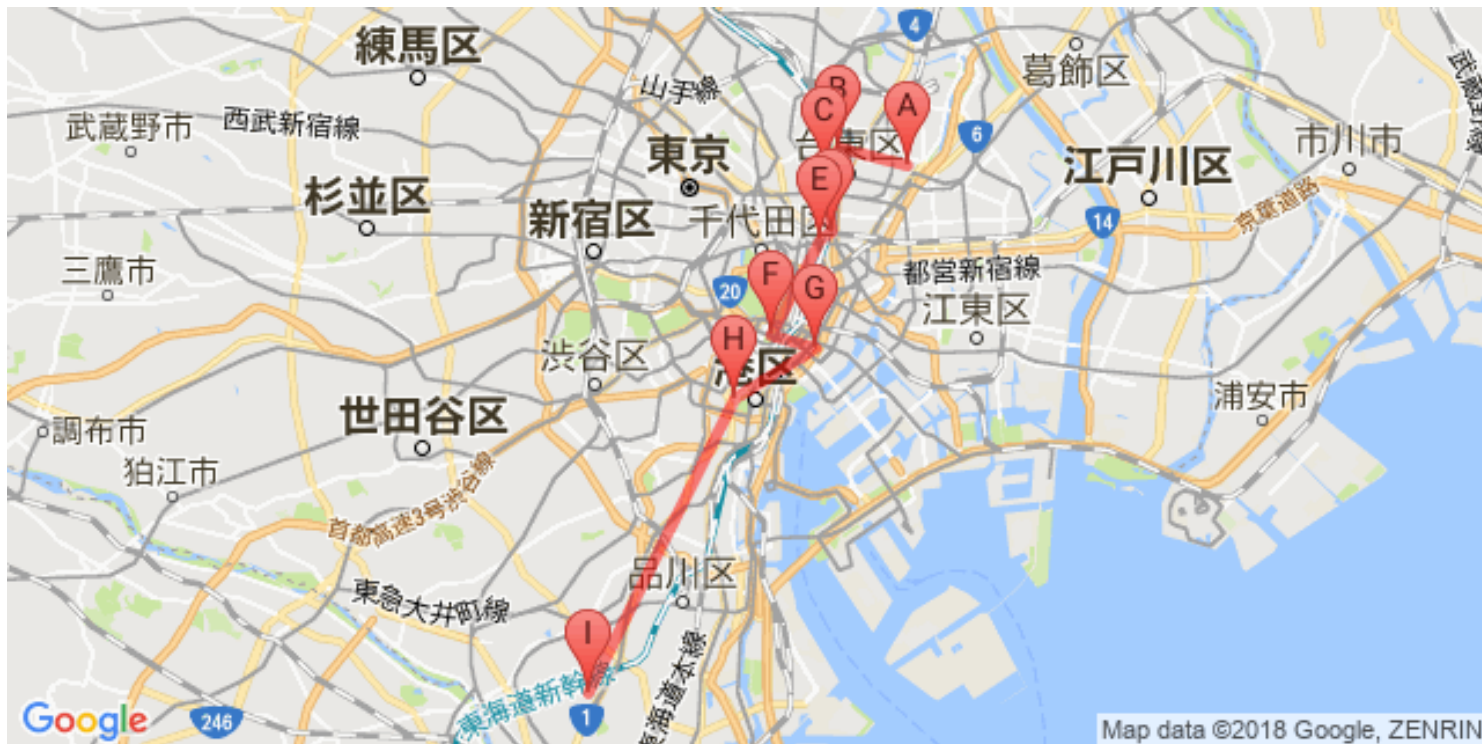 練馬区
4
葛飾区
山手線
B
C
A
武蔵野市
西武新宿線
6
台東区
市川市
東京
江戸川区
杉並区
E
新宿区
千代田区
14
京葉道路
三鷹市
F
20
G
都営新宿線
江東区
H
渋谷区
港区
浦安市
世田谷区
調布市
狛江市
首都高速3号渋谷線
品川区
東急大井町線
I
東海道新幹線
東海道本線
1
246
Google
Map data ©2018 Google, ZENRIN